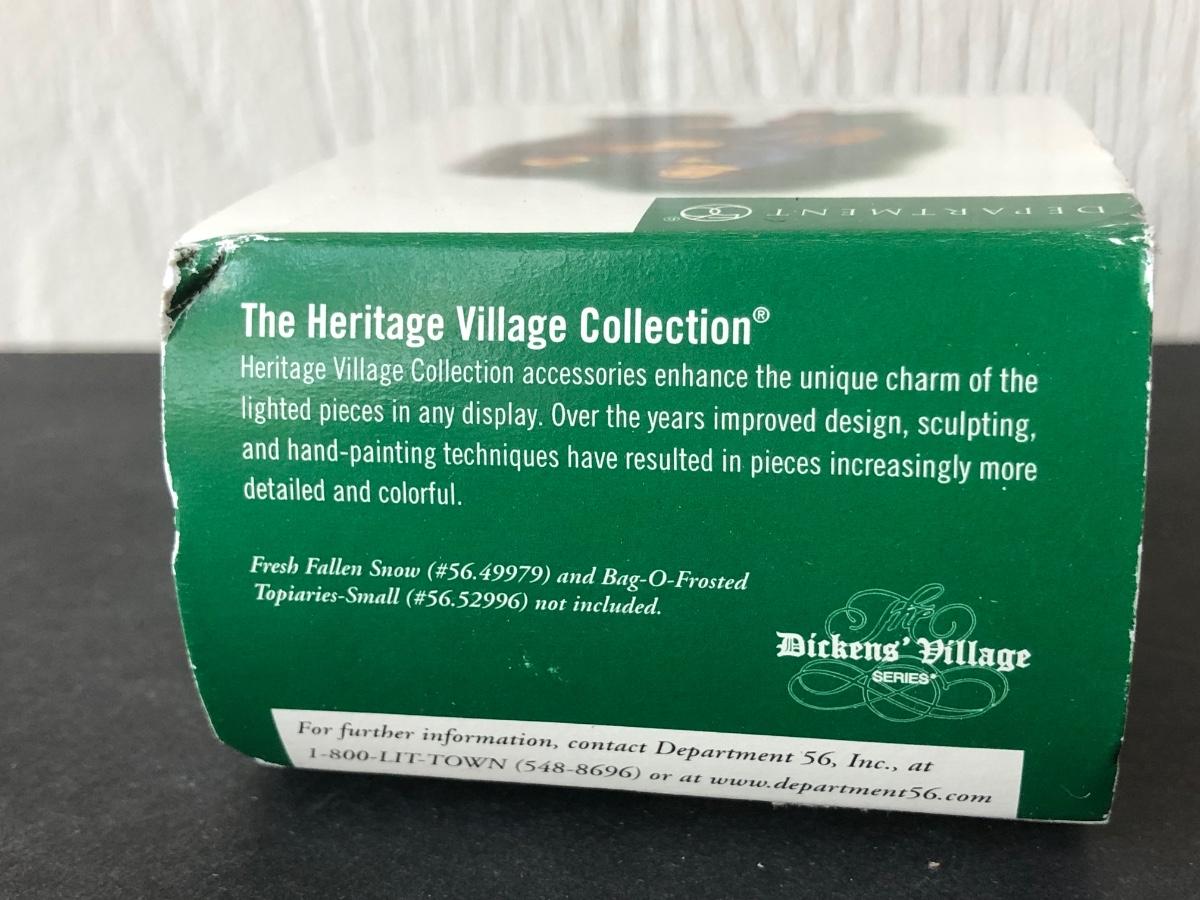 DEPARTMENT 56®
The Heritage Village Collection®
Heritage Village Collection accessories enhance the unique charm of the
lighted pieces in any display. Over the years improved design, sculpting,
and hand-painting techniques have resulted in pieces increasingly more
detailed and colorful.
Fresh Fallen Snow (#56.49979) and Bag-O-Frosted
Topiaries-Small (#56.52996) not included.
The
Dickens' Village
SERIES®
For further information, contact Department 56, Inc., at
1-800-LIT-TOWN (548-8696) or at www.department56.com